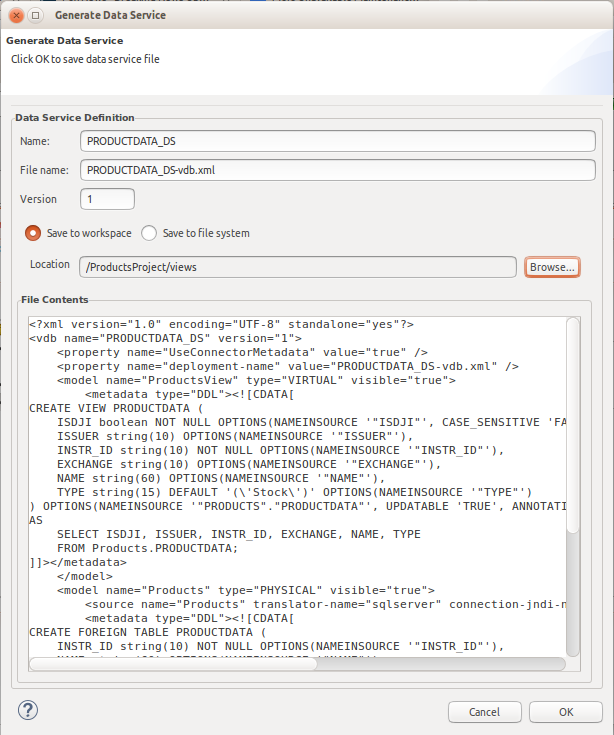 Generate Data Service
Generate Data Service
Click OK to save data service file
Data Service Definition
Name: PRODUCTDATA_DS
File name: PRODUCTDATA_DS-vdb.xml
Version 1
Save to workspace Save to file system
Location /ProductsProject/views Browse...
File Contents
<?xml version="1.0" encoding="UTF-8" standalone="yes"?>
<vdb name="PRODUCTDATA_DS" version="1">
    <property name="UseConnectorMetadata" value="true" />
    <property name="deployment-name" value="PRODUCTDATA_DS-vdb.xml" />
    <model name="ProductsView" type="VIRTUAL" visible="true">
        <metadata type="DDL"><![CDATA[
CREATE VIEW PRODUCTDATA (
    ISDJI boolean NOT NULL OPTIONS(NAMEINSOURCE '"ISDJI"', CASE_SENSITIVE 'FA
    ISSUER string(10) OPTIONS(NAMEINSOURCE '"ISSUER"'),
    INSTR_ID string(10) NOT NULL OPTIONS(NAMEINSOURCE '"INSTR_ID"'),
    EXCHANGE string(10) OPTIONS(NAMEINSOURCE '"EXCHANGE"'),
    NAME string(60) OPTIONS(NAMEINSOURCE '"NAME"'),
    TYPE string(15) DEFAULT '(\'Stock\')' OPTIONS(NAMEINSOURCE '"TYPE"')
) OPTIONS(NAMEINSOURCE '"PRODUCTS"."PRODUCTDATA"', UPDATABLE 'TRUE', ANNOTATI
AS
    SELECT ISDJI, ISSUER, INSTR_ID, EXCHANGE, NAME, TYPE
    FROM Products.PRODUCTDATA;
]]></metadata>
    </model>
    <model name="Products" type="PHYSICAL" visible="true">
        <source name="Products" translator-name="sqlserver" connection-jndi-n
        <metadata type="DDL"><![CDATA[
CREATE FOREIGN TABLE PRODUCTDATA (
    INSTR_ID string(10) NOT NULL OPTIONS(NAMEINSOURCE '"INSTR_ID"'),
Cancel OK